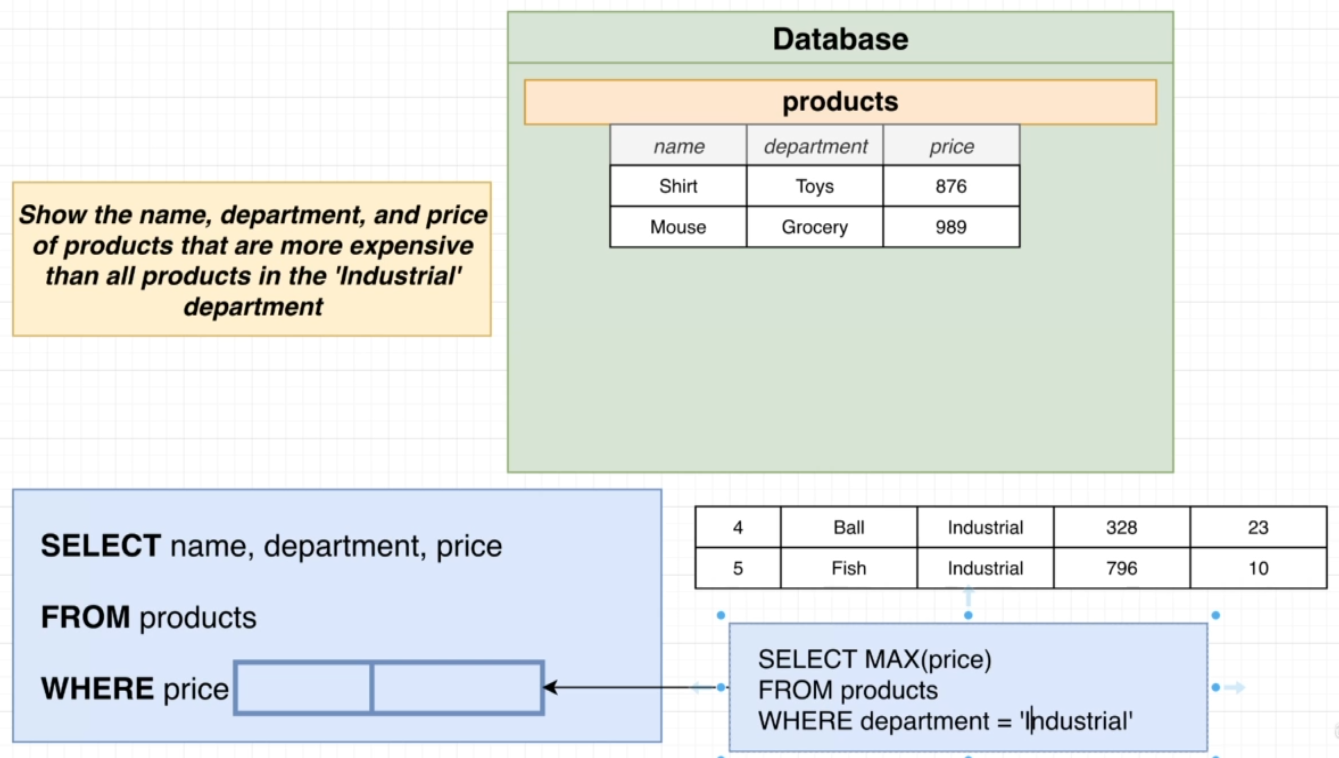 Database
products
name department price
Shirt Toys 876
Mouse Grocery 989
Show the name, department, and price
of products that are more expensive
than all products in the 'Industrial'
department
SELECT name, department, price
FROM products
WHERE price
4 Ball Industrial 328 23
5 Fish Industrial 796 10
SELECT MAX(price)
FROM products
WHERE department = 'Industrial'